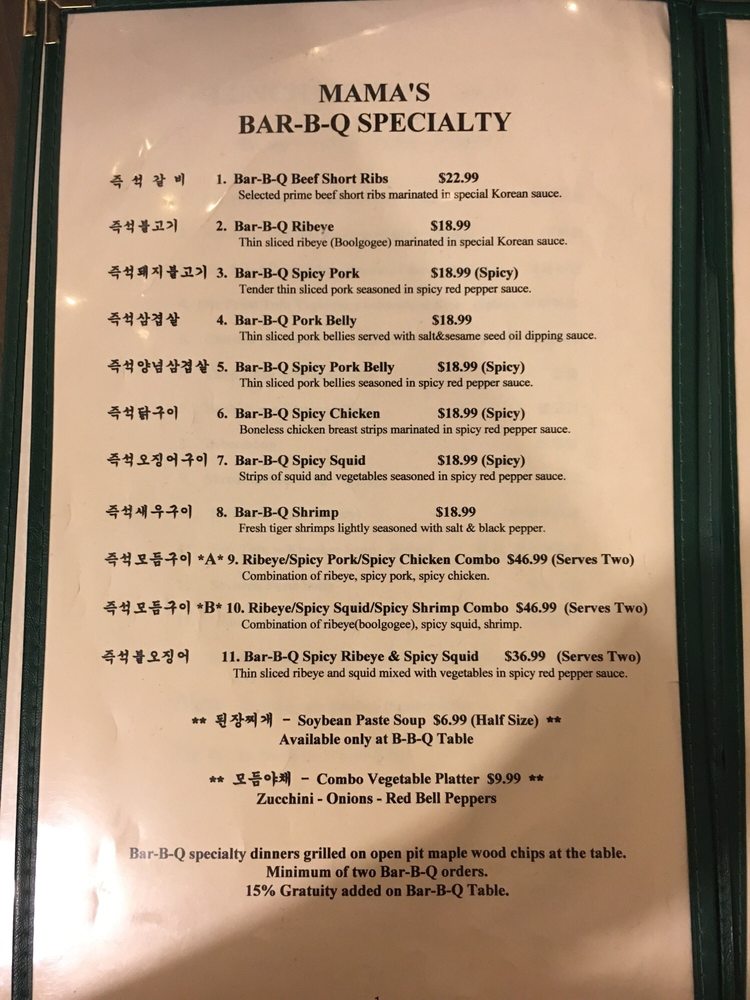 MAMA'S
BAR-B-Q SPECIALTY
즉석갈비 1. Bar-B-Q Beef Short Ribs $22.99
Selected prime beef short ribs marinated in special Korean sauce.
즉석불고기 2. Bar-B-Q Ribeye $18.99
Thin sliced ribeye (Boolgogee) marinated in special Korean sauce.
즉석돼지불고기 3. Bar-B-Q Spicy Pork $18.99 (Spicy)
Tender thin sliced pork seasoned in spicy red pepper sauce.
즉석삼겹살 4. Bar-B-Q Pork Belly $18.99
Thin sliced pork bellies served with salt&sesame seed oil dipping sauce.
즉석양념삼겹살 5. Bar-B-Q Spicy Pork Belly $18.99 (Spicy)
Thin sliced pork bellies seasoned in spicy red pepper sauce.
즉석닭구이 6. Bar-B-Q Spicy Chicken $18.99 (Spicy)
Boneless chicken breast strips marinated in spicy red pepper sauce.
즉석오징어구이 7. Bar-B-Q Spicy Squid $18.99 (Spicy)
Strips of squid and vegetables seasoned in spicy red pepper sauce.
즉석새우구이 8. Bar-B-Q Shrimp $18.99
Fresh tiger shrimps lightly seasoned with salt & black pepper.
즉석모듬구이 *A* 9. Ribeye/Spicy Pork/Spicy Chicken Combo $46.99 (Serves Two)
Combination of ribeye, spicy pork, spicy chicken.
즉석모듬구이 *B* 10. Ribeye/Spicy Squid/Spicy Shrimp Combo $46.99 (Serves Two)
Combination of ribeye(boolgogee), spicy squid, shrimp.
즉석불오징어 11. Bar-B-Q Spicy Ribeye & Spicy Squid $36.99 (Serves Two)
Thin sliced ribeye and squid mixed with vegetables in spicy red pepper sauce.
** 된장찌개 - Soybean Paste Soup $6.99 (Half Size) **
Available only at B-B-Q Table
** 모듬야채 - Combo Vegetable Platter $9.99 **
Zucchini - Onions - Red Bell Peppers
Bar-B-Q specialty dinners grilled on open pit maple wood chips at the table.
Minimum of two Bar-B-Q orders.
15% Gratuity added on Bar-B-Q Table.